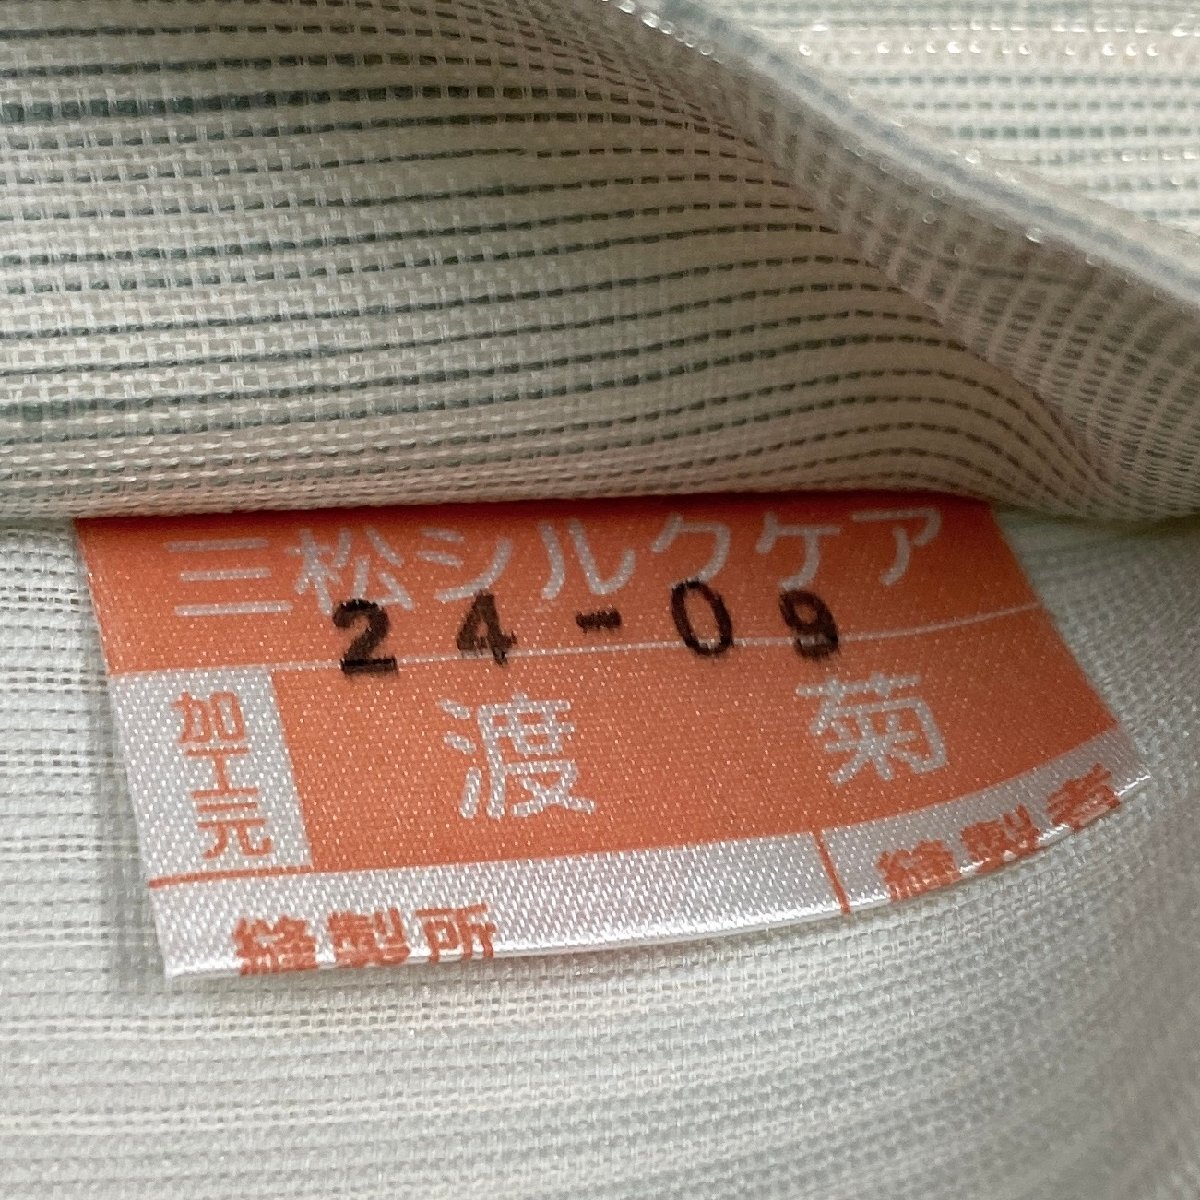 三松シルクケア
24-09
加工元
渡 菊
縫製所 縫製者